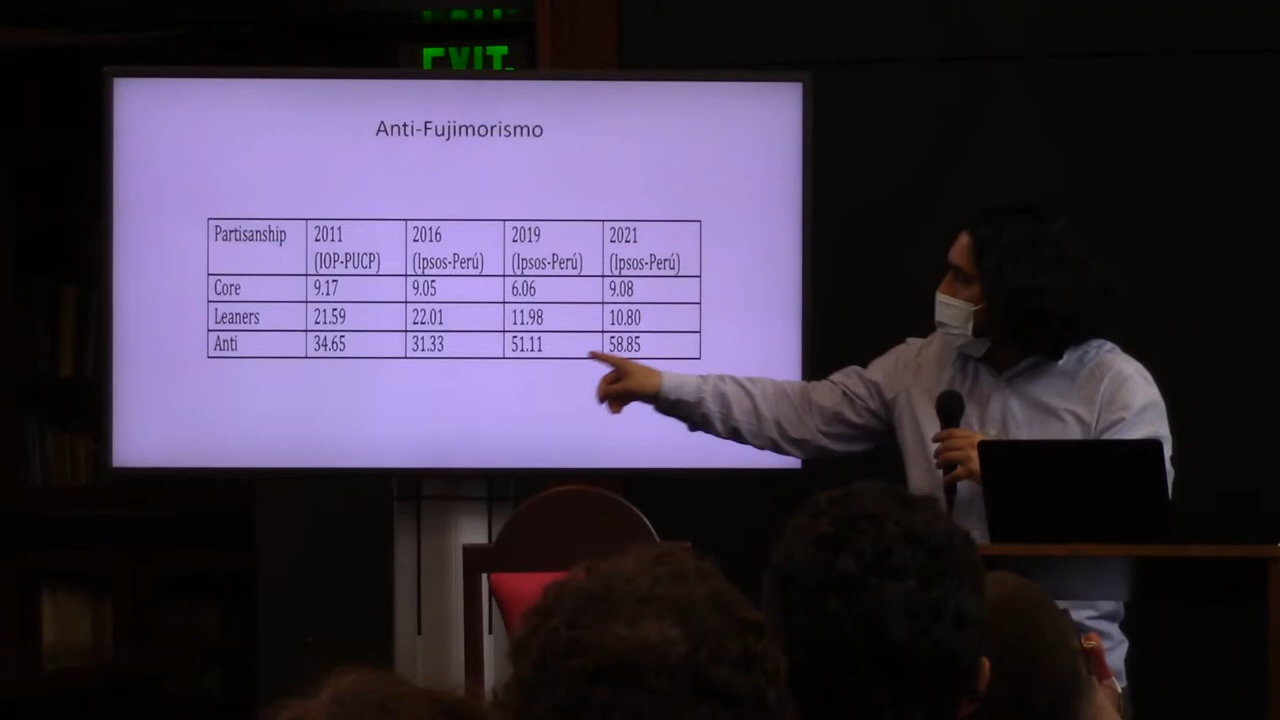 EXIT
Anti-Fujimorismo
Partisanship 2011 2016 2019 2021
(IOP-PUCP) (Ipsos-Perú) (Ipsos-Perú) (Ipsos-Perú)
Core 9.17 9.05 6.06 9.08
Leaners 21.59 22.01 11.98 10.80
Anti 34.65 31.33 51.11 58.85